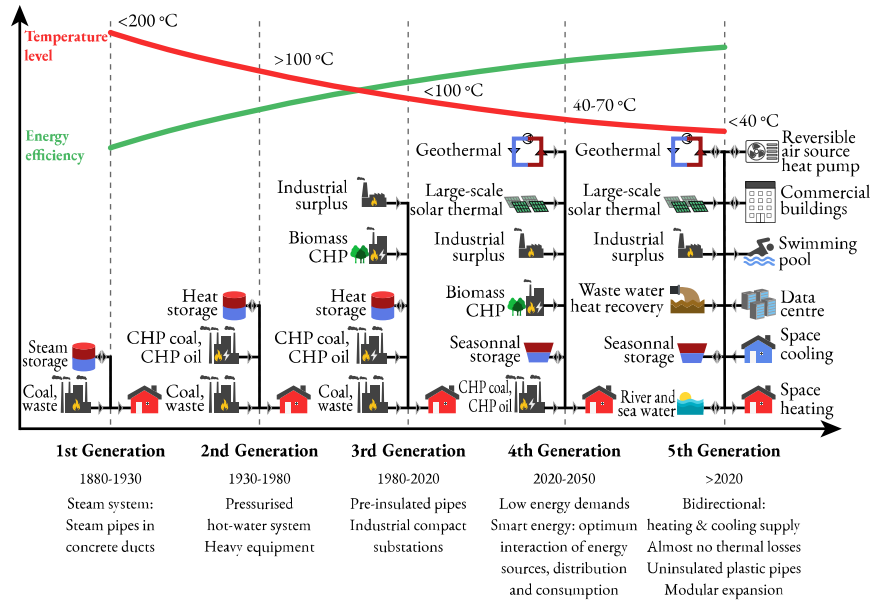 <200 °C
Temperature
level
>100 °C
<100 °C
40-70 °C
<40 °C
Energy
efficiency
Geothermal
Geothermal
Reversible
air source
heat pump
Industrial
surplus
Large-scale
solar thermal
Large-scale
solar thermal
Commercial
buildings
Biomass
CHP
Industrial
surplus
Industrial
surplus
Swimming
pool
Heat
storage
Heat
storage
Biomass
CHP
Waste water
heat recovery
Data
centre
Steam
storage
CHP coal,
CHP oil
CHP coal,
CHP oil
Seasonnal
storage
Seasonnal
storage
Space
cooling
Coal,
waste
Coal,
waste
Coal,
waste
CHP coal,
CHP oil
River and
sea water
Space
heating
1st Generation
1880-1930
Steam system:
Steam pipes in
concrete ducts
2nd Generation
1930-1980
Pressurised
hot-water system
Heavy equipment
3rd Generation
1980-2020
Pre-insulated pipes
Industrial compact
substations
4th Generation
2020-2050
Low energy demands
Smart energy: optimum
interaction of energy
sources, distribution
and consumption
5th Generation
>2020
Bidirectional:
heating & cooling supply
Almost no thermal losses
Uninsulated plastic pipes
Modular expansion